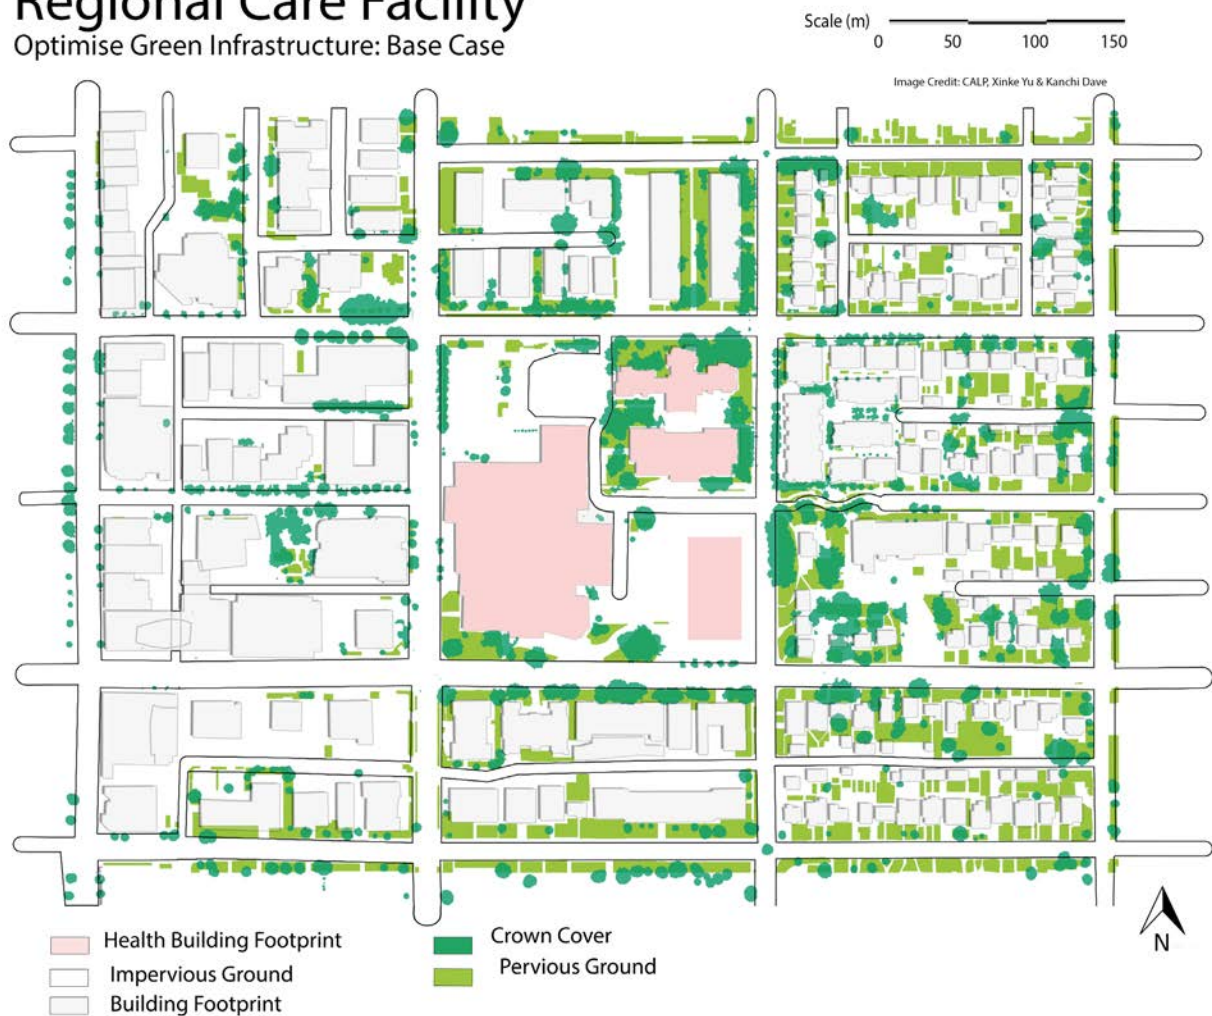 Regional Care Facility
Optimise Green Infrastructure: Base Case
Scale (m)
0 50 100 150
Image Credit: CALP, Xinke Yu & Kanchi Dave
Health Building Footprint
Impervious Ground
Building Footprint
Crown Cover
Pervious Ground
N